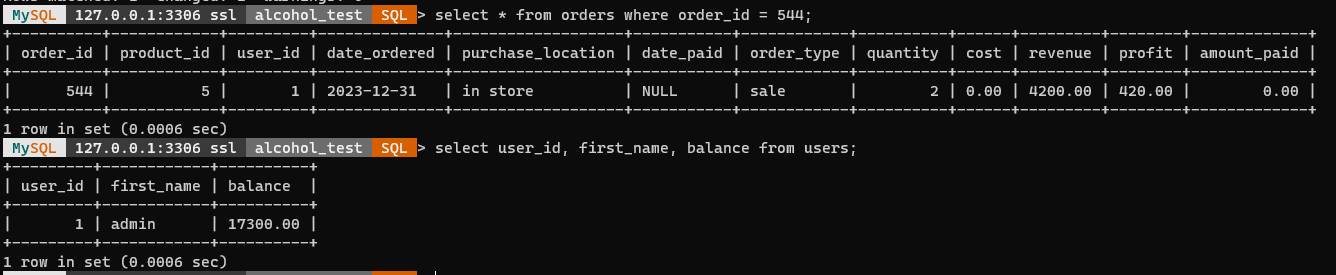 MySQL 127.0.0.1:3306 ssl alcohol_test SQL > select * from orders where order_id = 544;
+----------+------------+---------+--------------+-------------------+-----------+------------+----------+------+---------+--------+-------------+
| order_id | product_id | user_id | date_ordered | purchase_location | date_paid | order_type | quantity | cost | revenue | profit | amount_paid |
+----------+------------+---------+--------------+-------------------+-----------+------------+----------+------+---------+--------+-------------+
| 544 | 5 | 1 | 2023-12-31 | in store | NULL | sale | 2 | 0.00 | 4200.00 | 420.00 | 0.00 |
+----------+------------+---------+--------------+-------------------+-----------+------------+----------+------+---------+--------+-------------+
1 row in set (0.0006 sec)
MySQL 127.0.0.1:3306 ssl alcohol_test SQL > select user_id, first_name, balance from users;
+---------+------------+----------+
| user_id | first_name | balance |
+---------+------------+----------+
| 1 | admin | 17300.00 |
+---------+------------+----------+
1 row in set (0.0006 sec)